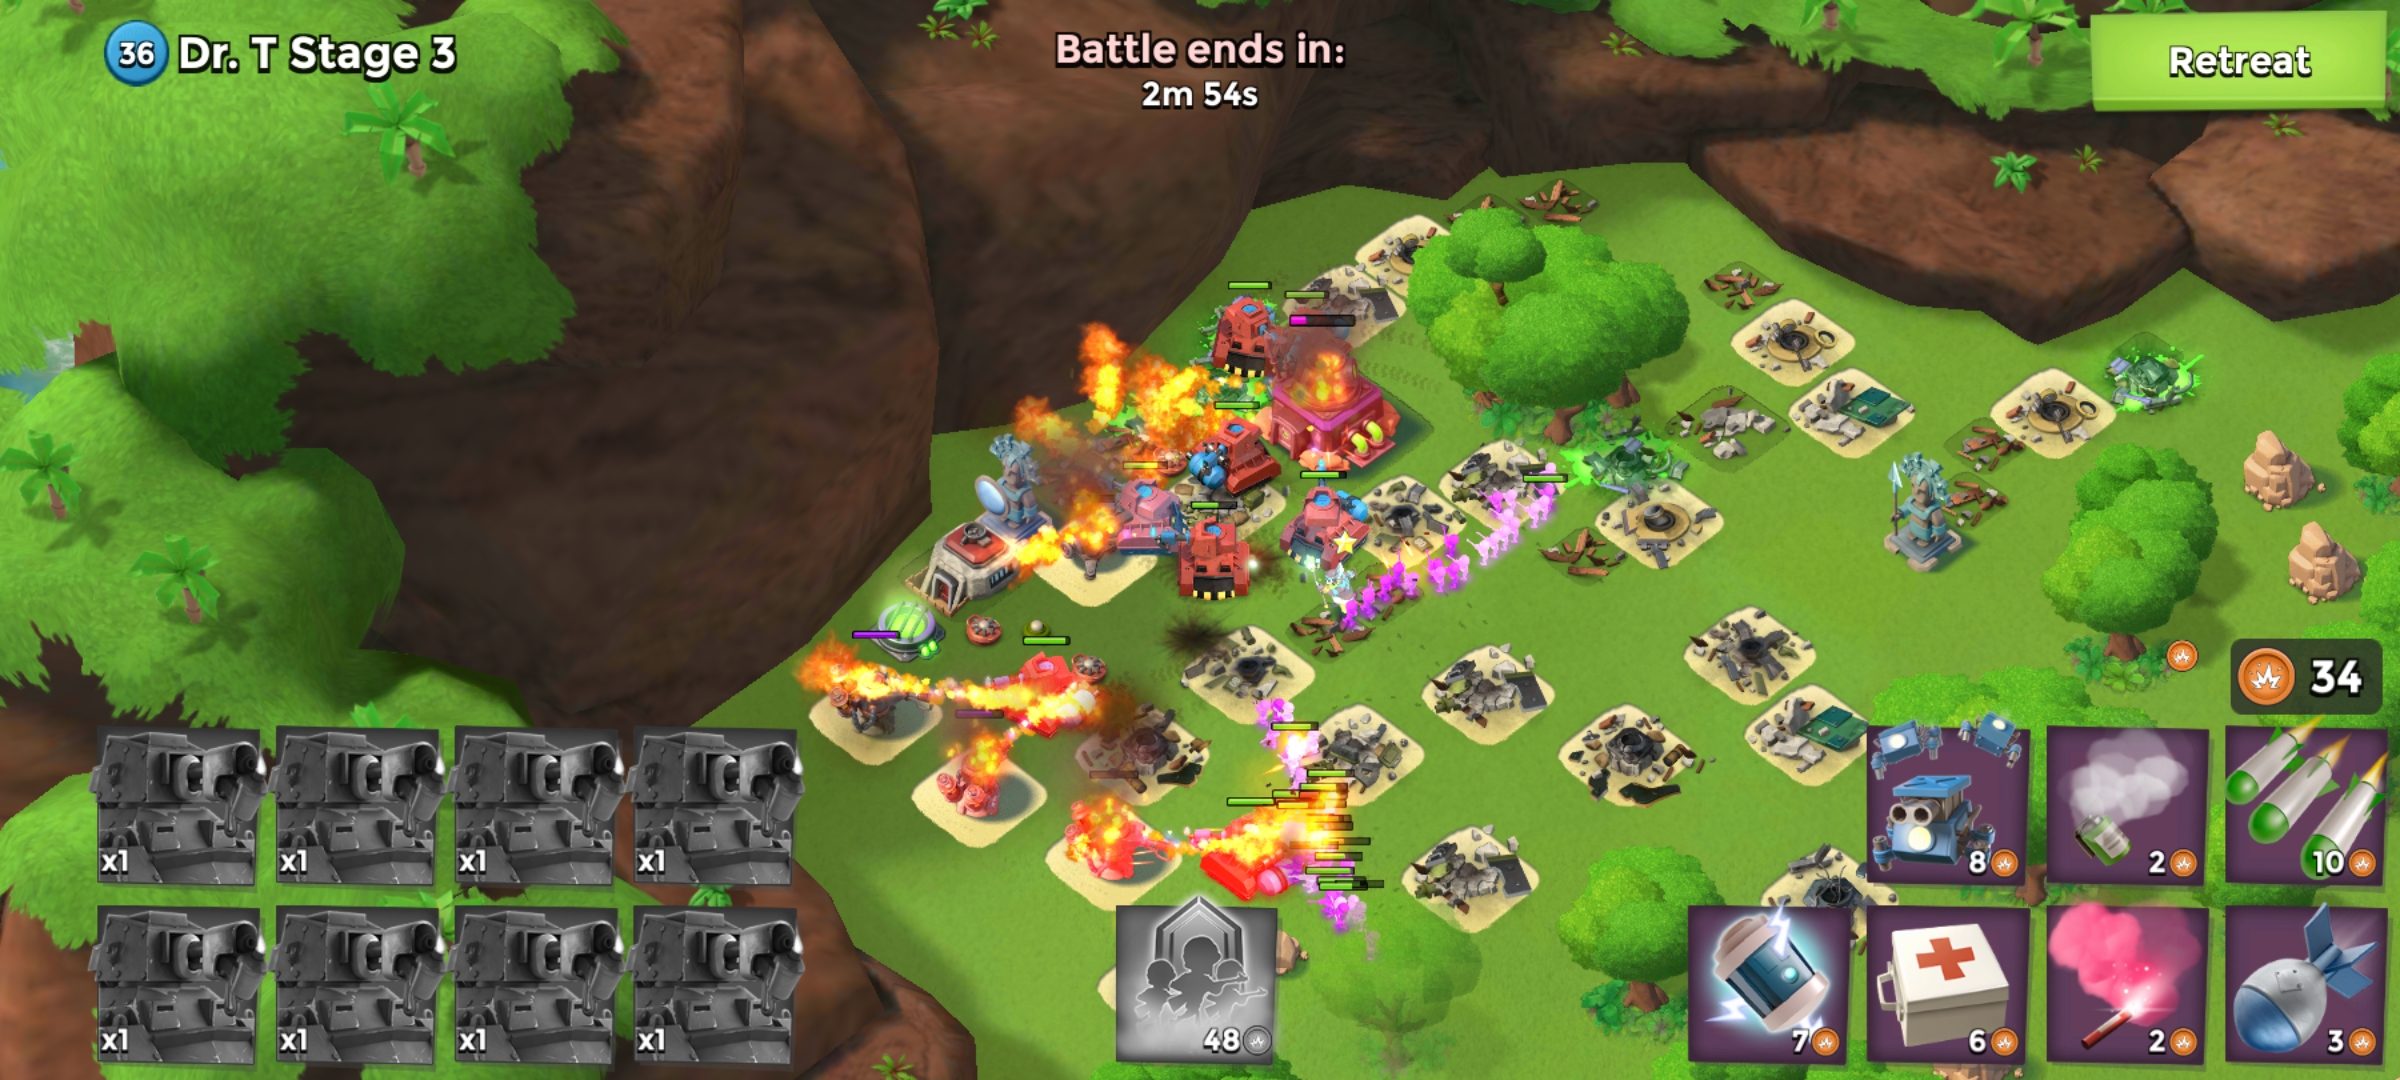 36 Dr. T Stage 3
Battle ends in:
2m 54s
Retreat
34
8
2
10
x1
x1
x1
x1
x1
x1
x1
x1
48
7
6
2
3